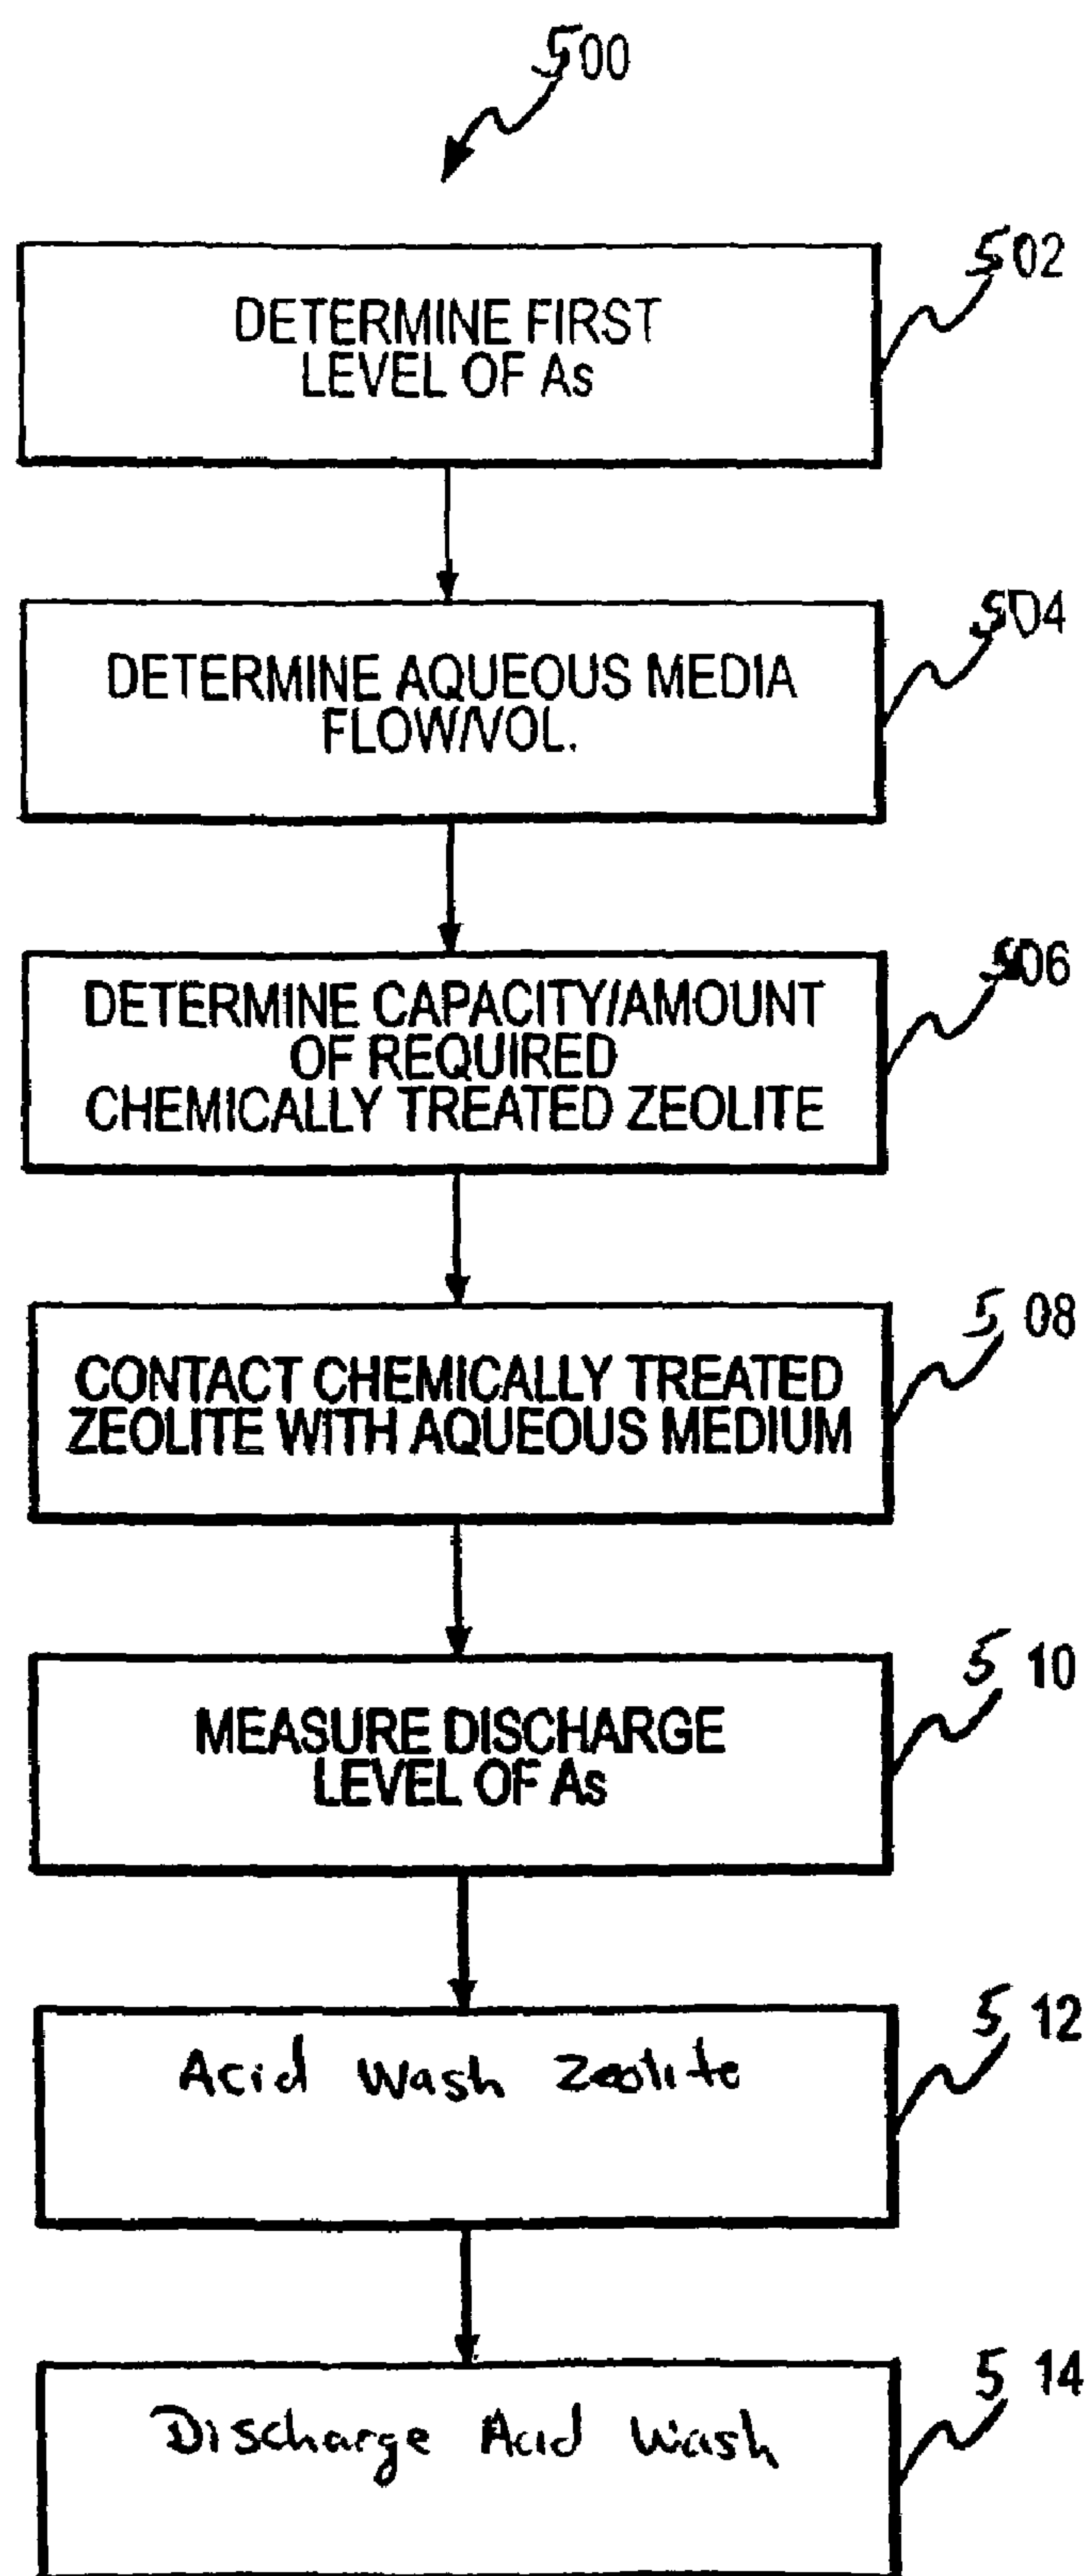 500
502
DETERMINE FIRST
LEVEL OF As
504
DETERMINE AQUEOUS MEDIA
FLOW/VOL.
506
DETERMINE CAPACITY/AMOUNT
OF REQUIRED
CHEMICALLY TREATED ZEOLITE
508
CONTACT CHEMICALLY TREATED
ZEOLITE WITH AQUEOUS MEDIUM
510
MEASURE DISCHARGE
LEVEL OF As
512
Acid Wash Zeolite
514
Discharge Acid Wash